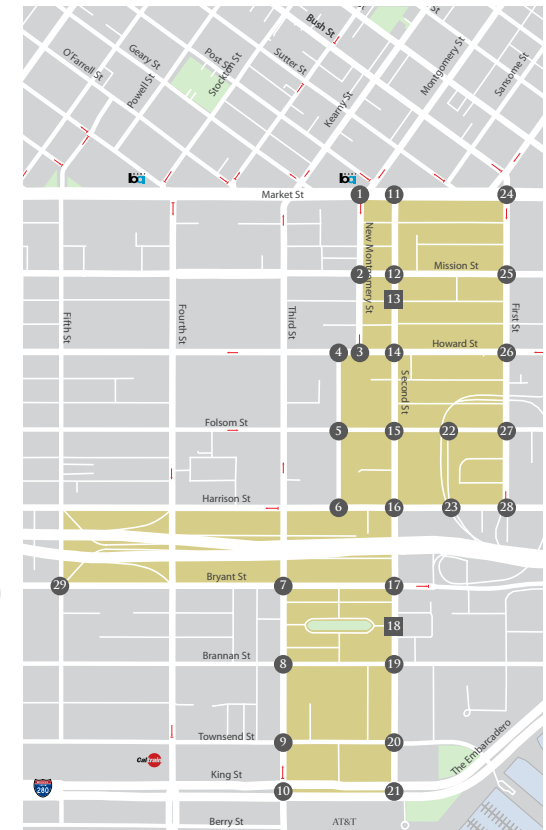 Bush St
O'Farrell St
Geary St
Powell St
Post St
Stockton St
Sutter St
Kearny St
Montgomery St
Sansome St
ba
ba
Market St
1
11
24
New Montgomery St
2
12
Mission St
25
13
Fifth St
Fourth St
Third St
First St
4
3
14
Howard St
26
Second St
Folsom St
5
15
22
27
Harrison St
6
16
23
28
29
Bryant St
7
17
18
Brannan St
8
19
Townsend St
9
20
The Embarcadero
Caltrain
King St
280
10
21
Berry St
AT&T